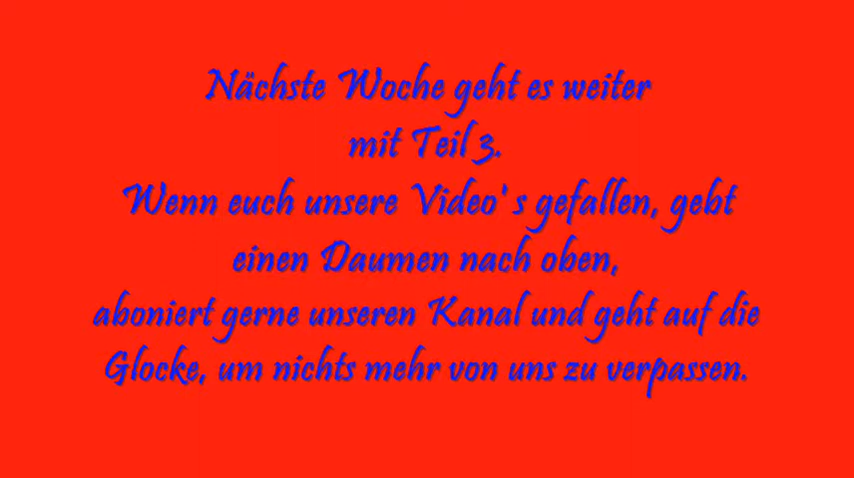 Nächste Woche geht es weiter
mit Teil 3.
Wenn euch unsere Video's gefallen, gebt
einen Daumen nach oben,
aboniert gerne unseren Kanal und geht auf die
Glocke, um nichts mehr von uns zu verpassen.